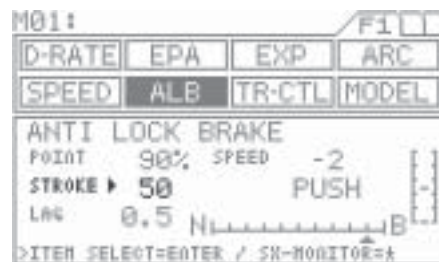 M01: F1
D-RATE EPA EXP ARC
SPEED ALB TR-CTL MODEL
ANTI LOCK BRAKE
POINT 90% SPEED -2
STROKE ▶ 50 PUSH
LAG 0.5 N B
>ITEM SELECT=ENTER / SX-MONITOR=